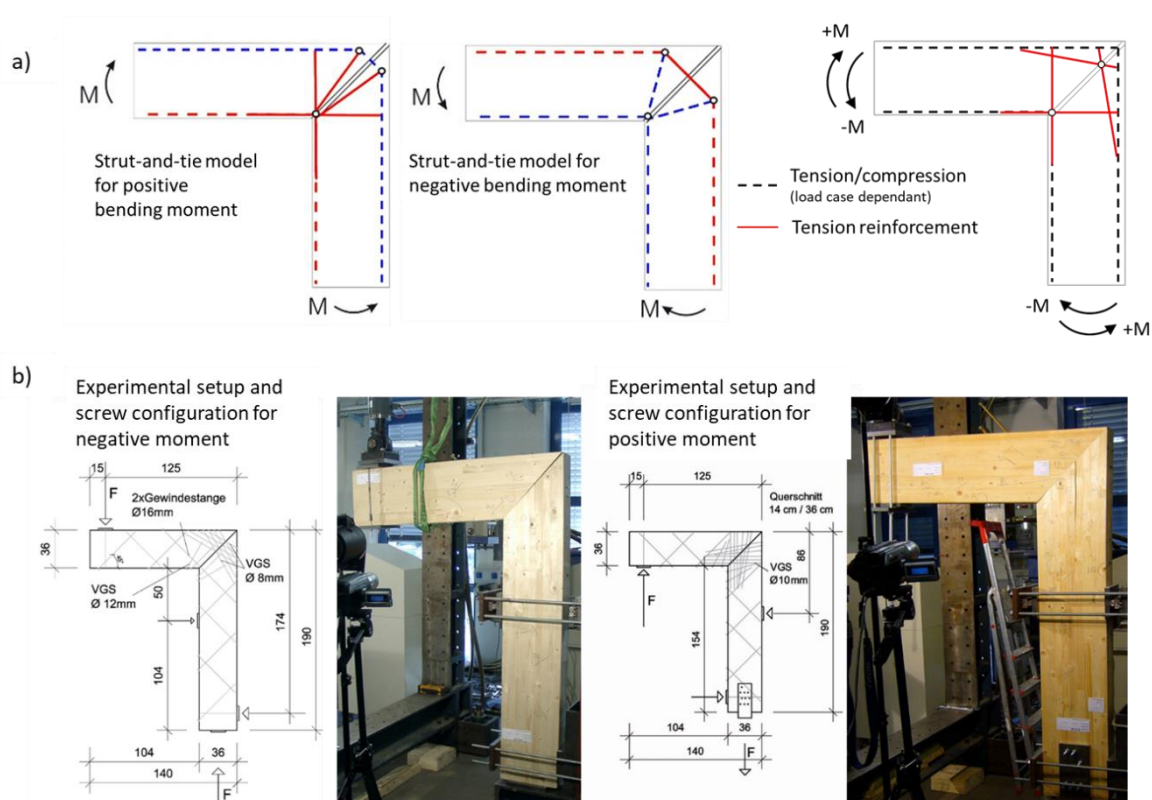 a)
M
Strut-and-tie model
for positive
bending moment
M
M
Strut-and-tie model for
negative bending moment
M
+M
-M
Tension/compression
(load case dependant)
Tension reinforcement
-M
+M
b)
Experimental setup and
screw configuration for
negative moment
15
125
F
2xGewindestange
Ø16mm
36
VGS
Ø 8mm
VGS
Ø 12mm
50
104
174
190
104
36
140
F
Experimental setup and
screw configuration for
positive moment
15
125
Querschnitt
14 cm / 36 cm
36
86
VGS
Ø10mm
F
154
190
104
36
140
F